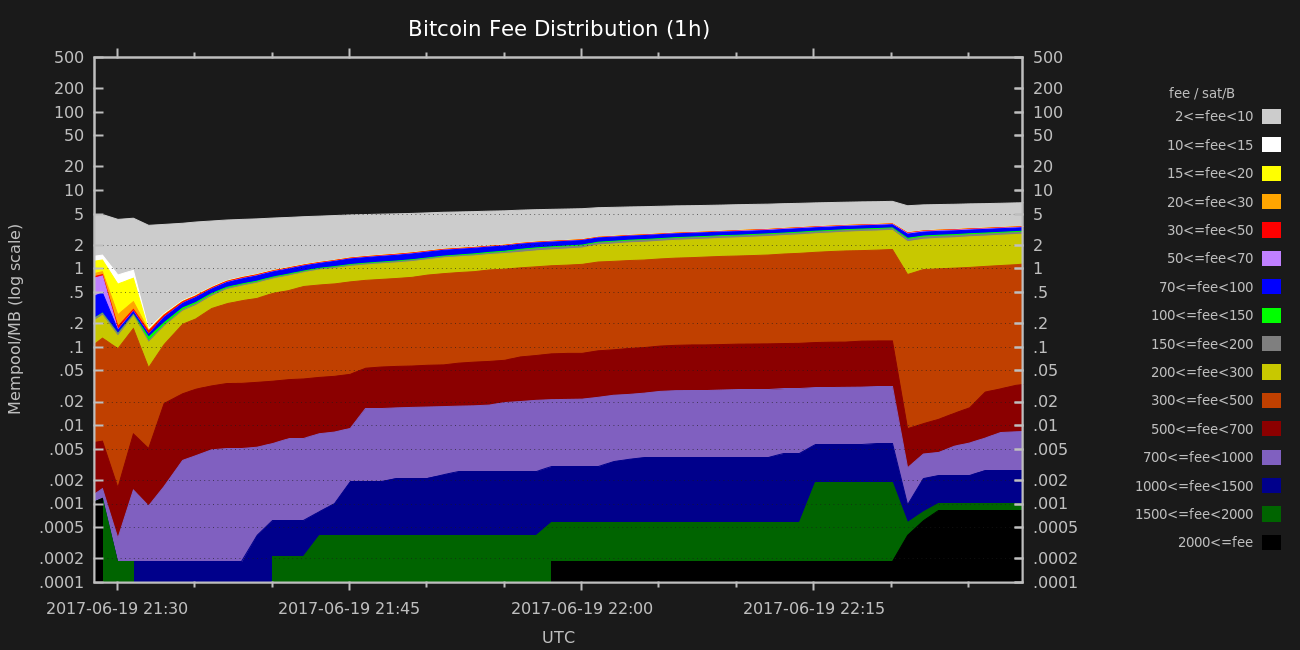 Bitcoin Fee Distribution (1h)
500 500
200 200
100 100
50 50
20 20
10 10
5 5
2 2
1 1
.5 .5
.2 .2
.1 .1
.05 .05
.02 .02
.01 .01
.005 .005
.002 .002
.001 .001
.0005 .0005
.0002 .0002
.0001 .0001
Mempool/MB (log scale)
2017-06-19 21:30 2017-06-19 21:45 2017-06-19 22:00 2017-06-19 22:15
UTC
fee / sat/B
2<=fee<10
10<=fee<15
15<=fee<20
20<=fee<30
30<=fee<50
50<=fee<70
70<=fee<100
100<=fee<150
150<=fee<200
200<=fee<300
300<=fee<500
500<=fee<700
700<=fee<1000
1000<=fee<1500
1500<=fee<2000
2000<=fee